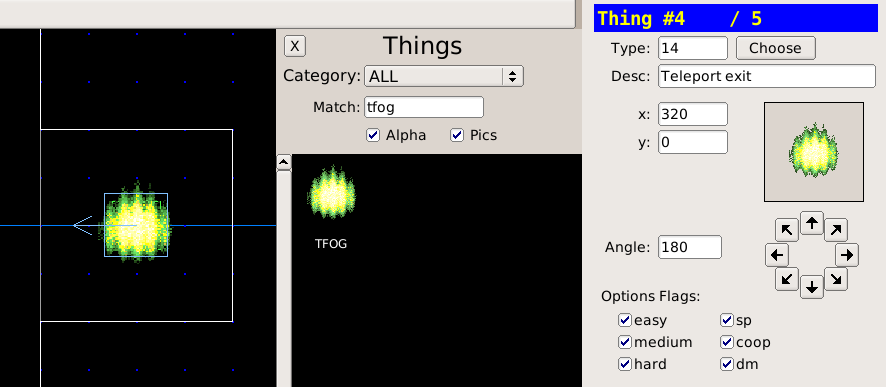 X
Things
Category: ALL
Match: tfog
Alpha Pics
TFOG
Thing #4 / 5
Type: 14 Choose
Desc: Teleport exit
x: 320
y: 0
Angle: 180
Options Flags:
easy sp
medium coop
hard dm